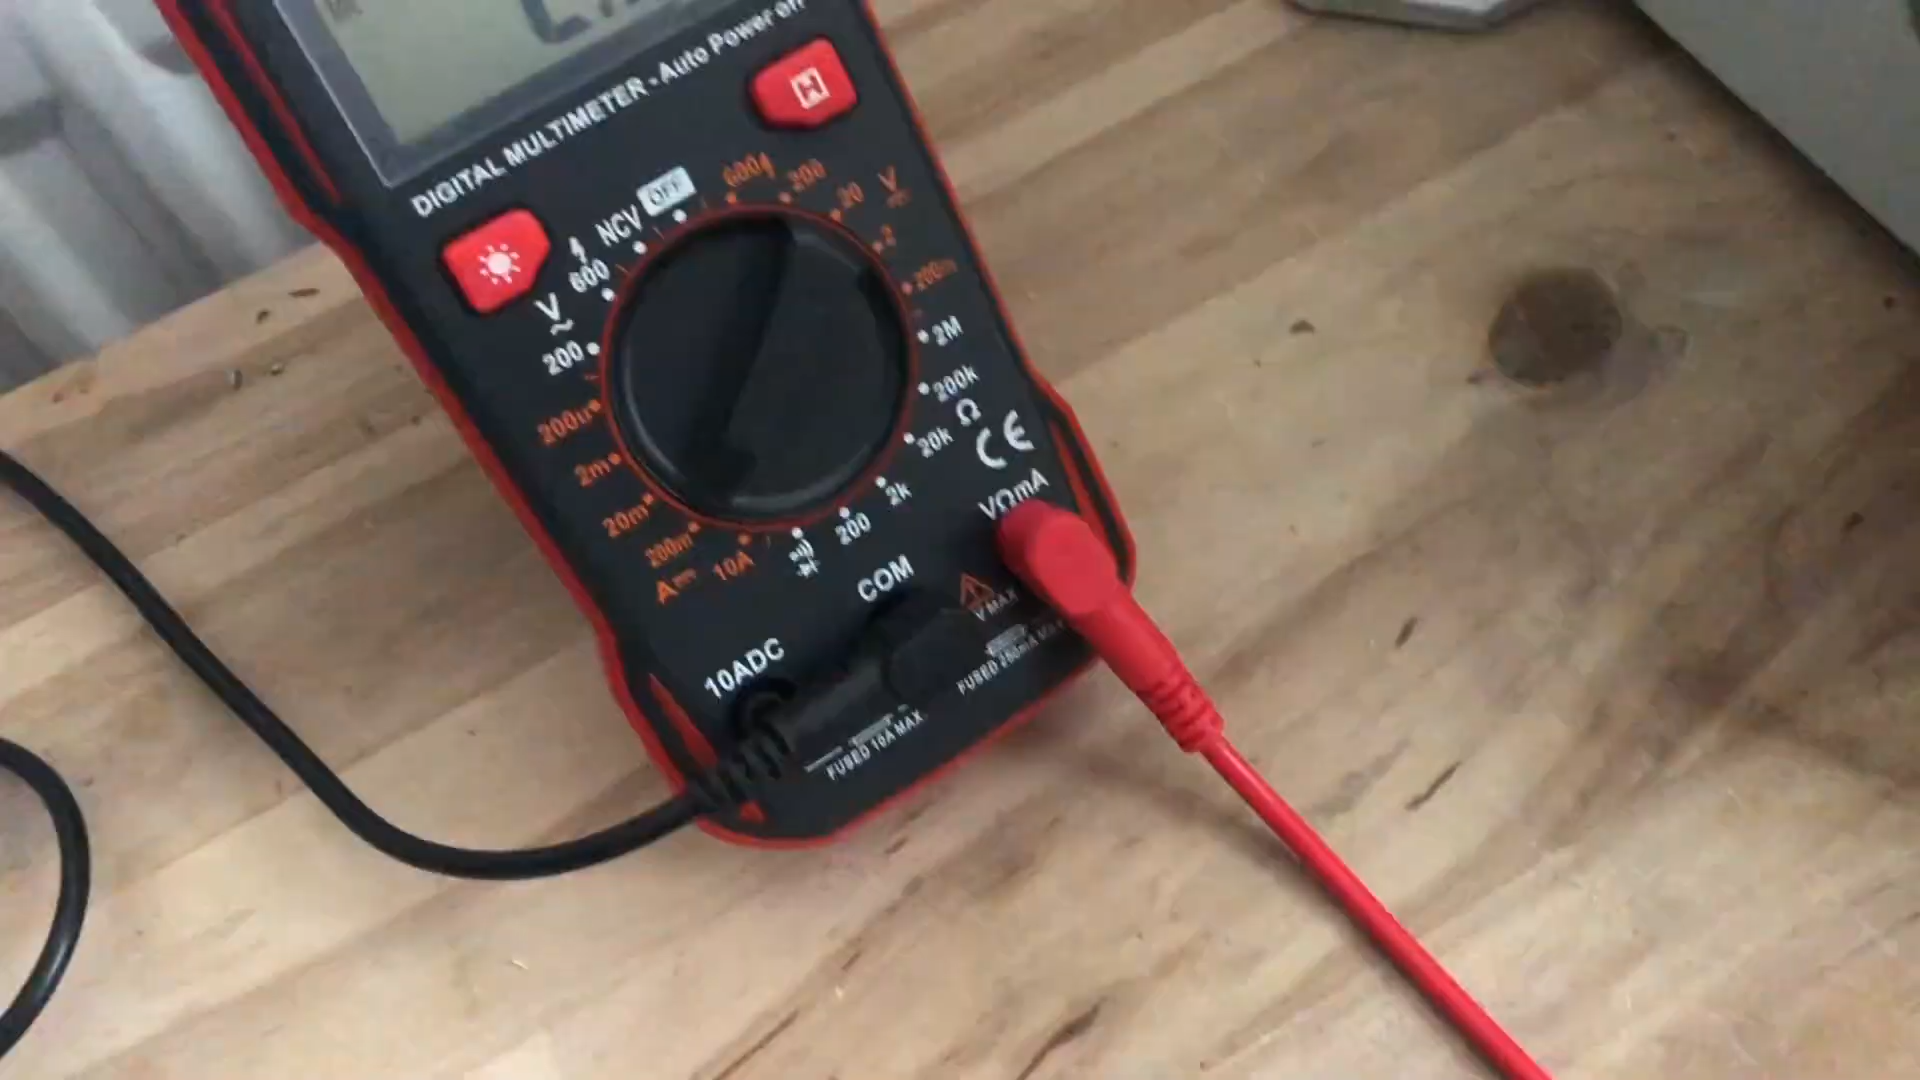 DIGITAL MULTIMETER - Auto Power off
H
OFF
NCV
600
V
200
200u
2m
20m
200m
A
10A
200
2k
20k
Ω
200k
2M
200m
2
20
V
200
600
CE
VΩmA
COM
10ADC
V MAX
FUSED 10A MAX.